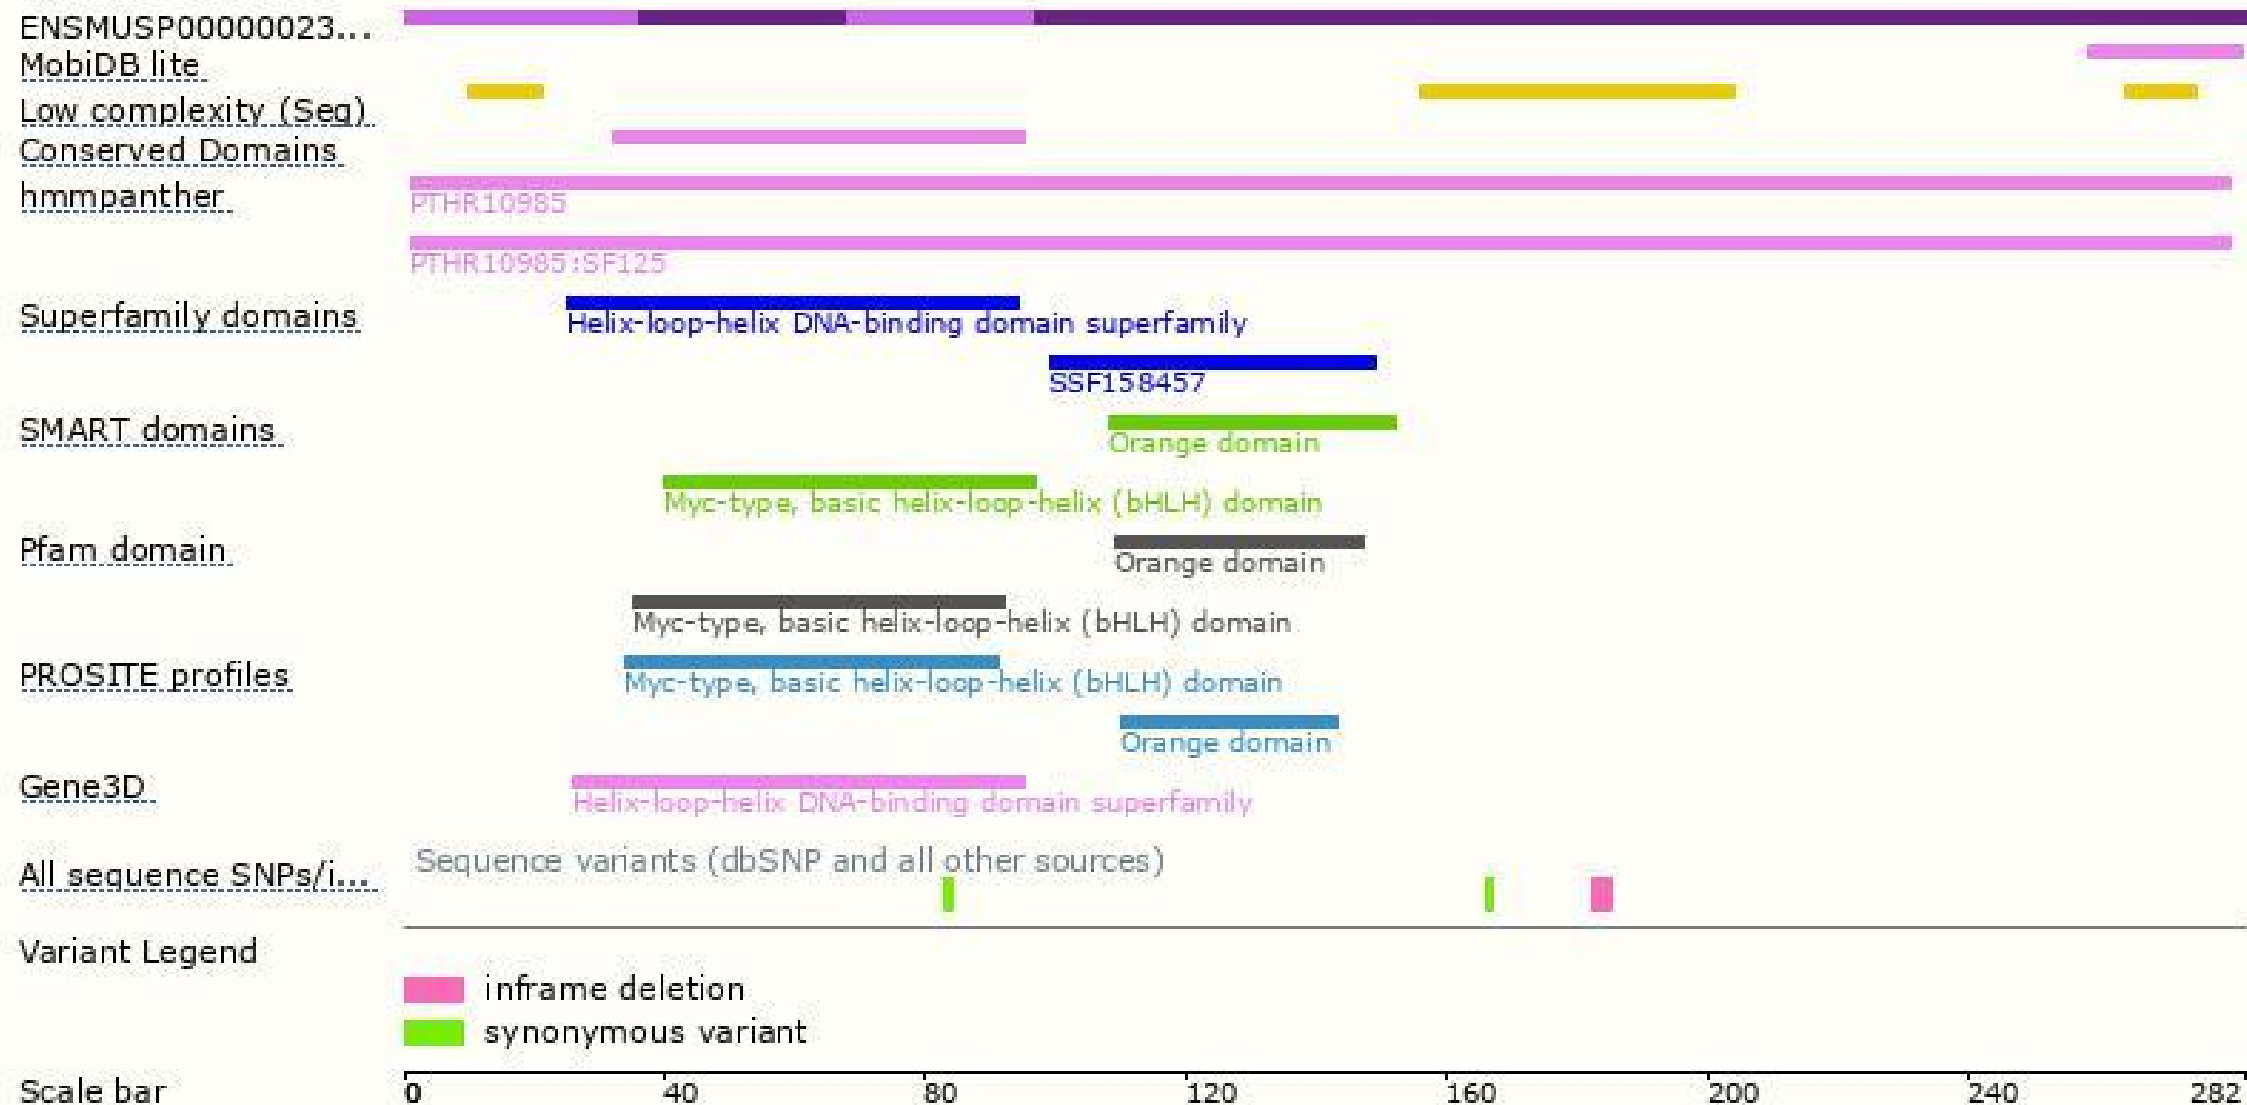 ENSMUSP00000023...
MobiDB lite
Low complexity (Seg)
Conserved Domains
hmmpanther
PTHR10985
PTHR10985:SF125
Superfamily domains
Helix-loop-helix DNA-binding domain superfamily
SSF158457
SMART domains
Orange domain
Myc-type, basic helix-loop-helix (bHLH) domain
Pfam domain
Orange domain
Myc-type, basic helix-loop-helix (bHLH) domain
PROSITE profiles
Myc-type, basic helix-loop-helix (bHLH) domain
Orange domain
Gene3D
Helix-loop-helix DNA-binding domain superfamily
Sequence variants (dbSNP and all other sources)
All sequence SNPs/i...
Variant Legend
inframe deletion
synonymous variant
Scale bar 0 40 80 120 160 200 240 282